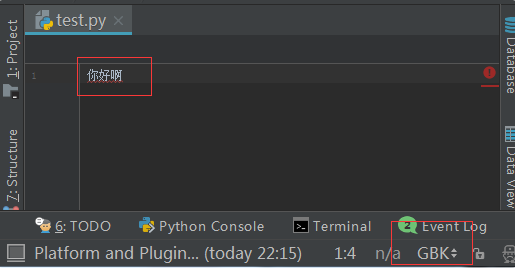 test.py
1: Project
Database
1 你好啊
7: Structure
Data View
6: TODO Python Console Terminal 2 Event Log
Platform and Plugin... (today 22:15) 1:4 n/a GBK